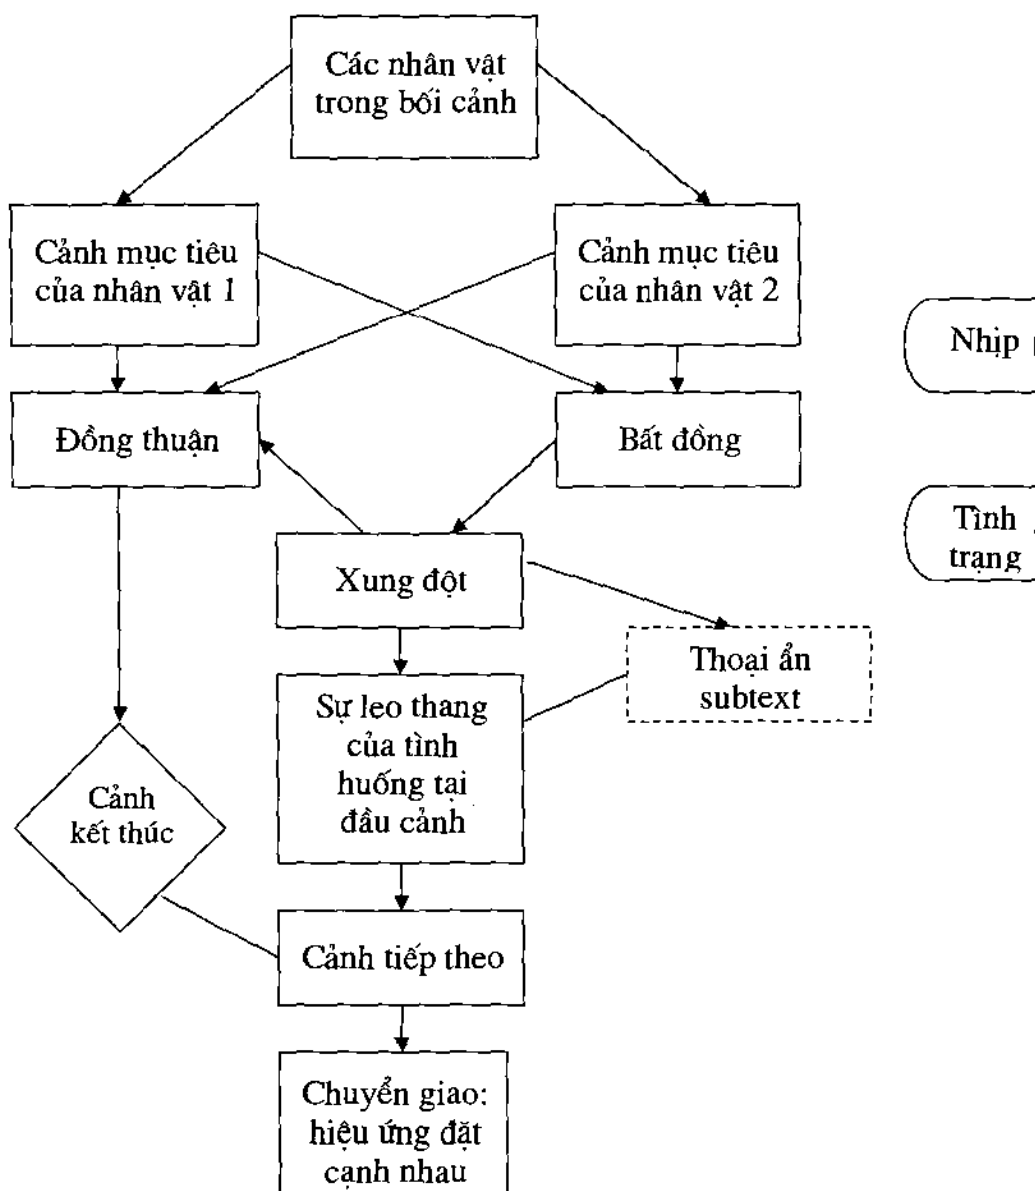 Các nhân vật
trong bối cảnh
Cảnh mục tiêu
của nhân vật 1
Cảnh mục tiêu
của nhân vật 2
Nhịp
Đồng thuận
Bất đồng
Tình
trạng
Xung đột
Thoại ẩn
subtext
Sự leo thang
của tình
huống tại
đầu cảnh
Cảnh
kết thúc
Cảnh tiếp theo
Chuyển giao:
hiệu ứng đặt
cạnh nhau